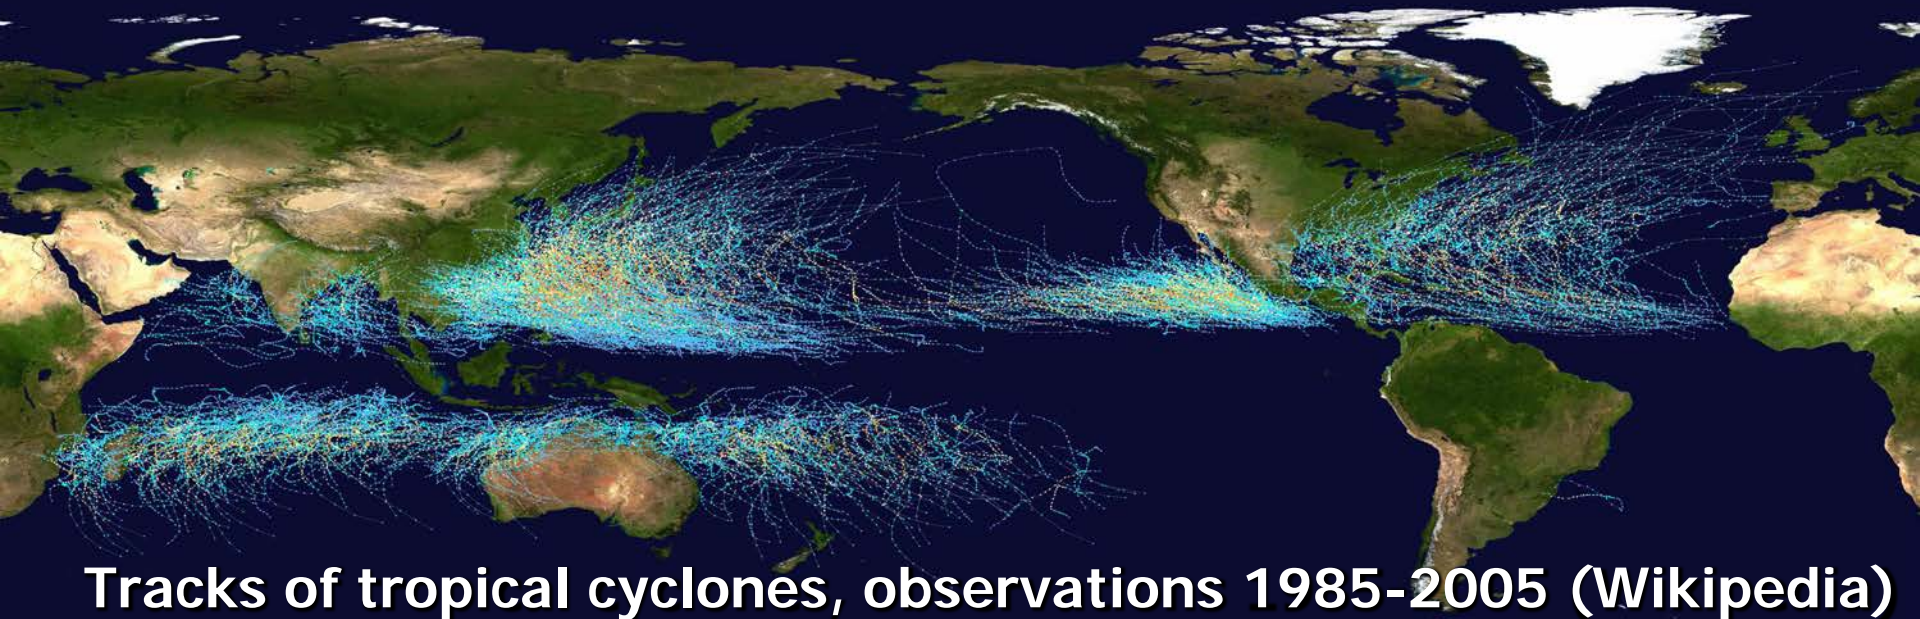 Tracks of tropical cyclones, observations 1985-2005 (Wikipedia)